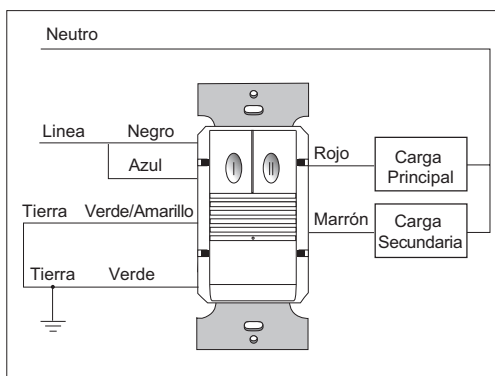 Neutro
Linea Negro
Azul
Tierra Verde/Amarillo
Tierra Verde
I II
Rojo
Carga
Principal
Marrón
Carga
Secundaria